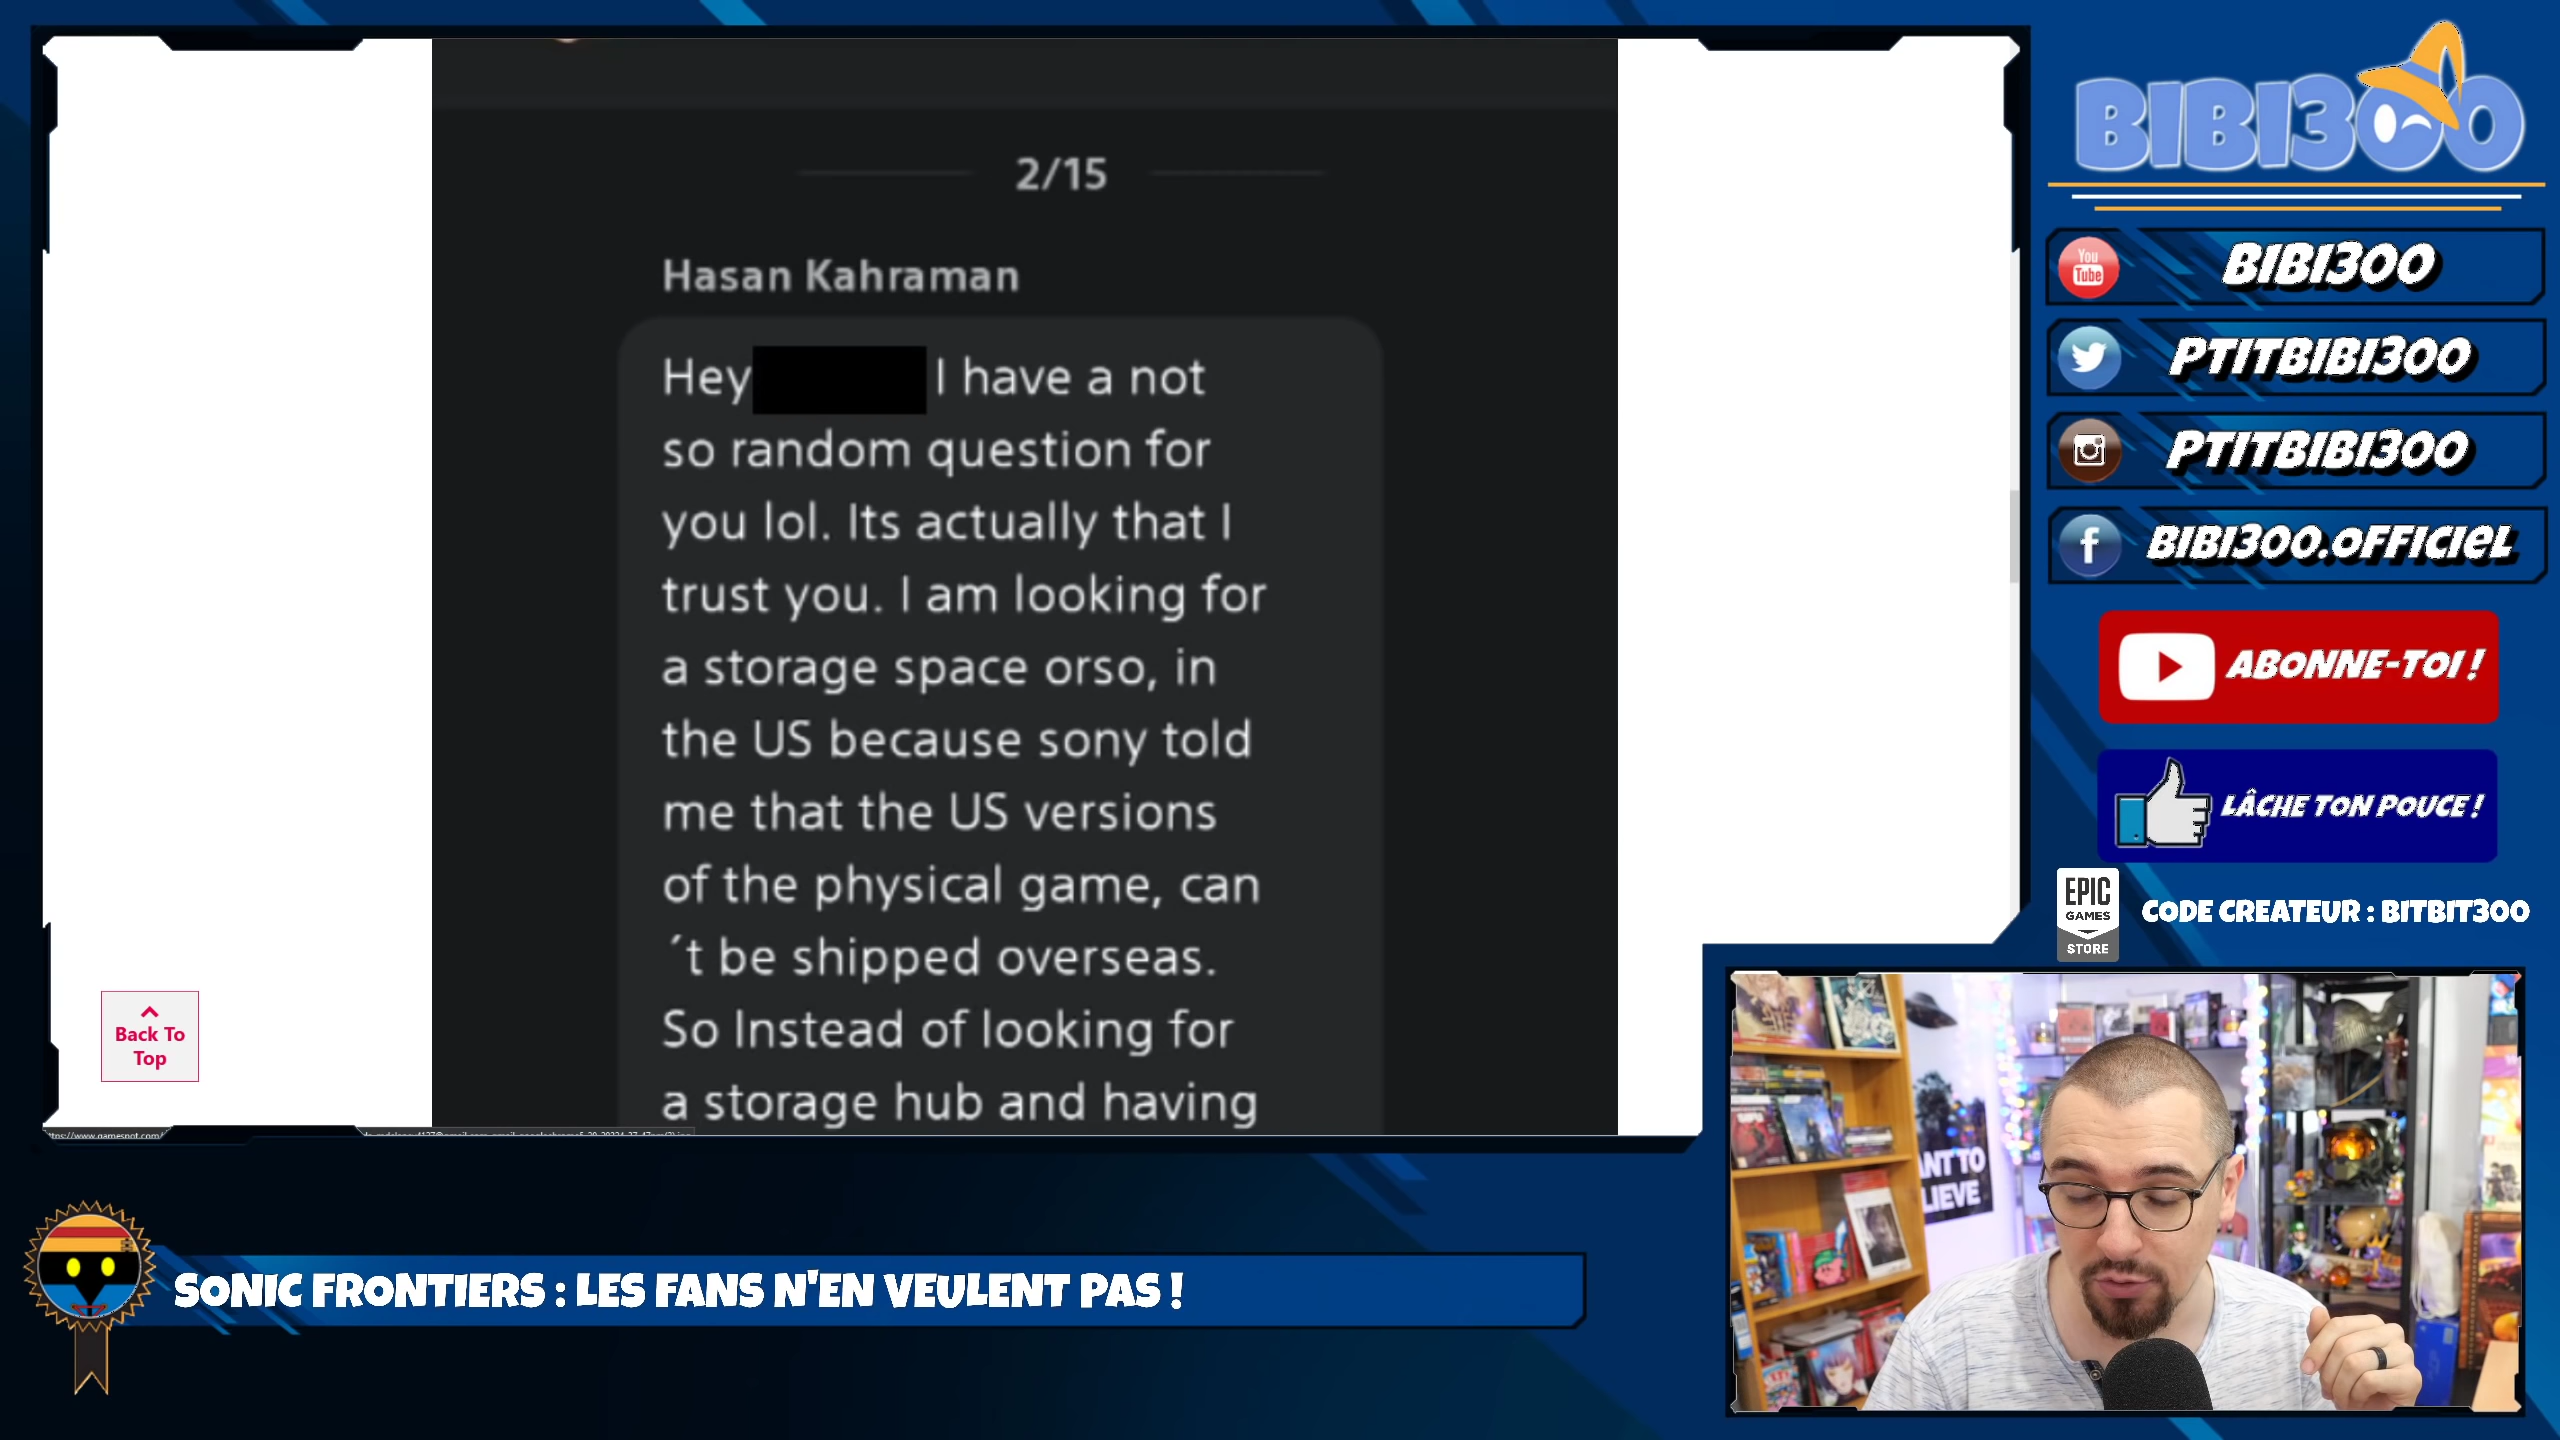 2/15
Hasan Kahraman
Hey I have a not
so random question for
you lol. Its actually that I
trust you. I am looking for
a storage space orso, in
the US because sony told
me that the US versions
of the physical game, can
´t be shipped overseas.
So Instead of looking for
a storage hub and having
Back To
Top
BIBI300
You
Tube
BIBI300
PTITBIBI300
PTITBIBI300
BIBI300.OFFICIEL
ABONNE-TOI !
LÂCHE TON POUCE !
EPIC
GAMES
STORE
CODE CREATEUR : BITBIT300
SONIC FRONTIERS : LES FANS N'EN VEULENT PAS !